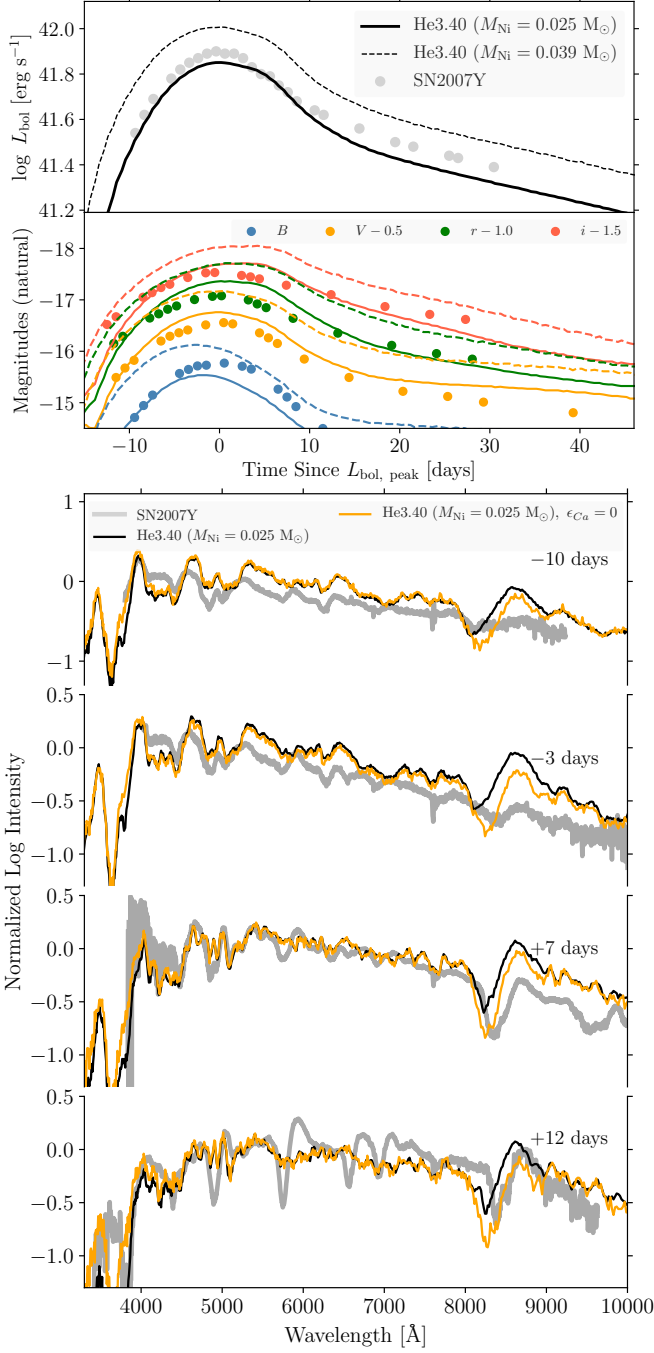 log L_bol [erg s⁻¹]
42.0
41.8
41.6
41.4
41.2
He3.40 (M_Ni = 0.025 M_⊙)
He3.40 (M_Ni = 0.039 M_⊙)
SN2007Y
Magnitudes (natural)
−18
−17
−16
−15
B
V − 0.5
r − 1.0
i − 1.5
−10
0
10
20
30
40
Time Since L_bol, peak [days]
Normalized Log Intensity
1
0
−1
SN2007Y
He3.40 (M_Ni = 0.025 M_⊙)
He3.40 (M_Ni = 0.025 M_⊙), ϵ_Ca = 0
−10 days
0.5
0.0
−0.5
−1.0
−3 days
0.5
0.0
−0.5
−1.0
+7 days
0.5
0.0
−0.5
−1.0
+12 days
4000
5000
6000
7000
8000
9000
10000
Wavelength [Å]